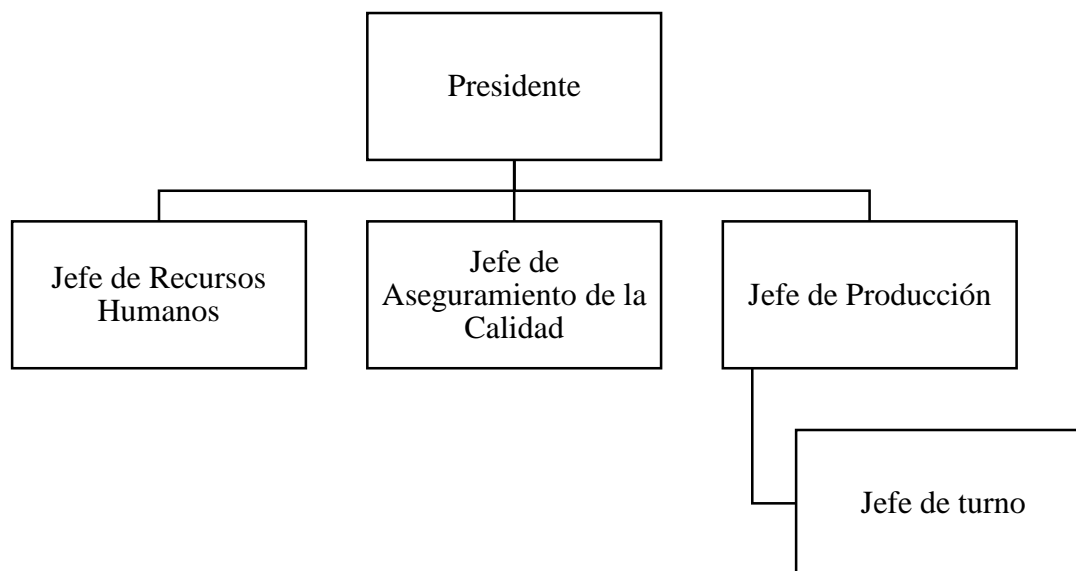 Presidente
Jefe de Recursos
Humanos
Jefe de
Aseguramiento de la
Calidad
Jefe de Producción
Jefe de turno